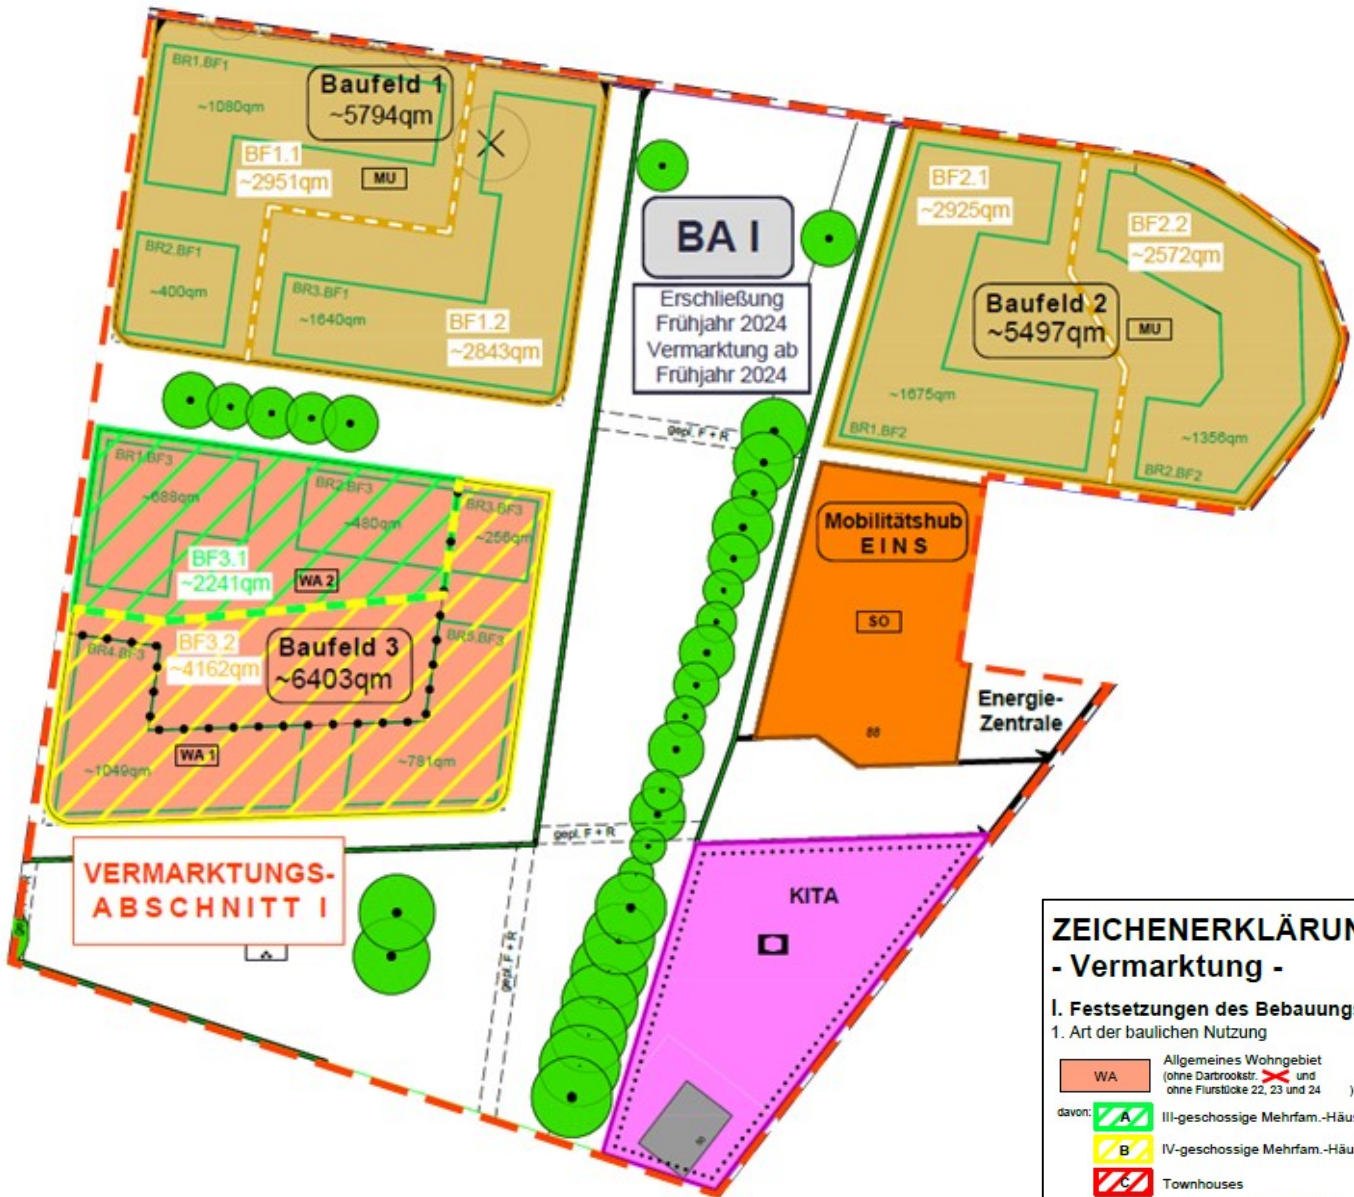 BR1.BF1
~1080qm
Baufeld 1
~5794qm
BF1.1
~2951qm
MU
BR2.BF1
~400qm
BR3.BF1
~1640qm
BF1.2
~2843qm
BA I
Erschließung
Frühjahr 2024
Vermarktung ab
Frühjahr 2024
BF2.1
~2925qm
BF2.2
~2572qm
Baufeld 2
~5497qm
MU
~1675qm
BR1.BF2
~1356qm
BR2.BF2
gepl. F + R
BR1.BF3
~688qm
BR2.BF3
~480qm
BR3.BF3
~256qm
BF3.1
~2241qm
WA 2
BF3.2
~4162qm
Baufeld 3
~6403qm
BR4.BF3
BR5.BF3
WA 1
~1049qm
~781qm
Mobilitätshub
EINS
SO
88
Energie-
Zentrale
gepl. F + R
VERMARKTUNGS-
ABSCHNITT I
gepl. F + R
KITA
ZEICHENERKLÄRUN
- Vermarktung -
I. Festsetzungen des Bebauung
1. Art der baulichen Nutzung
WA
Allgemeines Wohngebiet
(ohne Darbrookstr. und
ohne Flurstücke 22, 23 und 24 )
davon:
A
III-geschossige Mehrfam.-Häu
B
IV-geschossige Mehrfam.-Häu
C
Townhouses